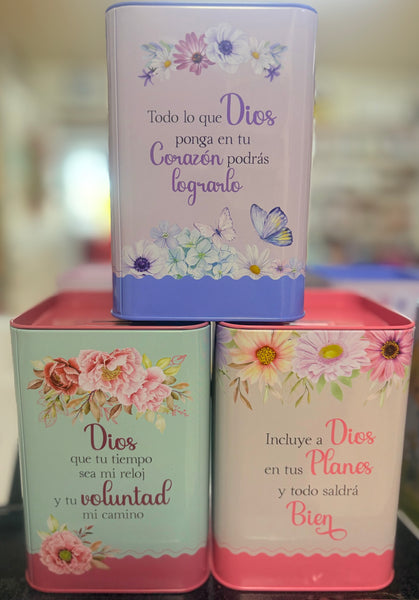 Todo lo que Dios
ponga en tu
Corazón podrás
lograrlo
Dios
que tu tiempo
sea mi reloj
y tu voluntad
mi camino
Incluye a Dios
en tus Planes
y todo saldrá
Bien